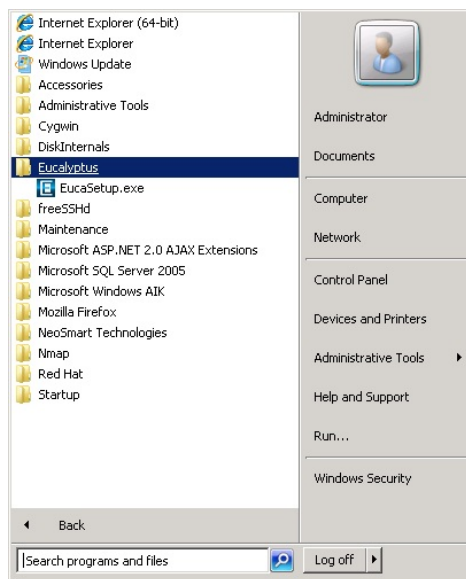 Internet Explorer (64-bit)
Internet Explorer
Windows Update
Accessories
Administrative Tools
Cygwin
DiskInternals
Eucalyptus
EucaSetup.exe
freeSSHd
Maintenance
Microsoft ASP.NET 2.0 AJAX Extensions
Microsoft SQL Server 2005
Microsoft Windows AIK
Mozilla Firefox
NeoSmart Technologies
Nmap
Red Hat
Startup
Back
Search programs and files
Administrator
Documents
Computer
Network
Control Panel
Devices and Printers
Administrative Tools
Help and Support
Run...
Windows Security
Log off